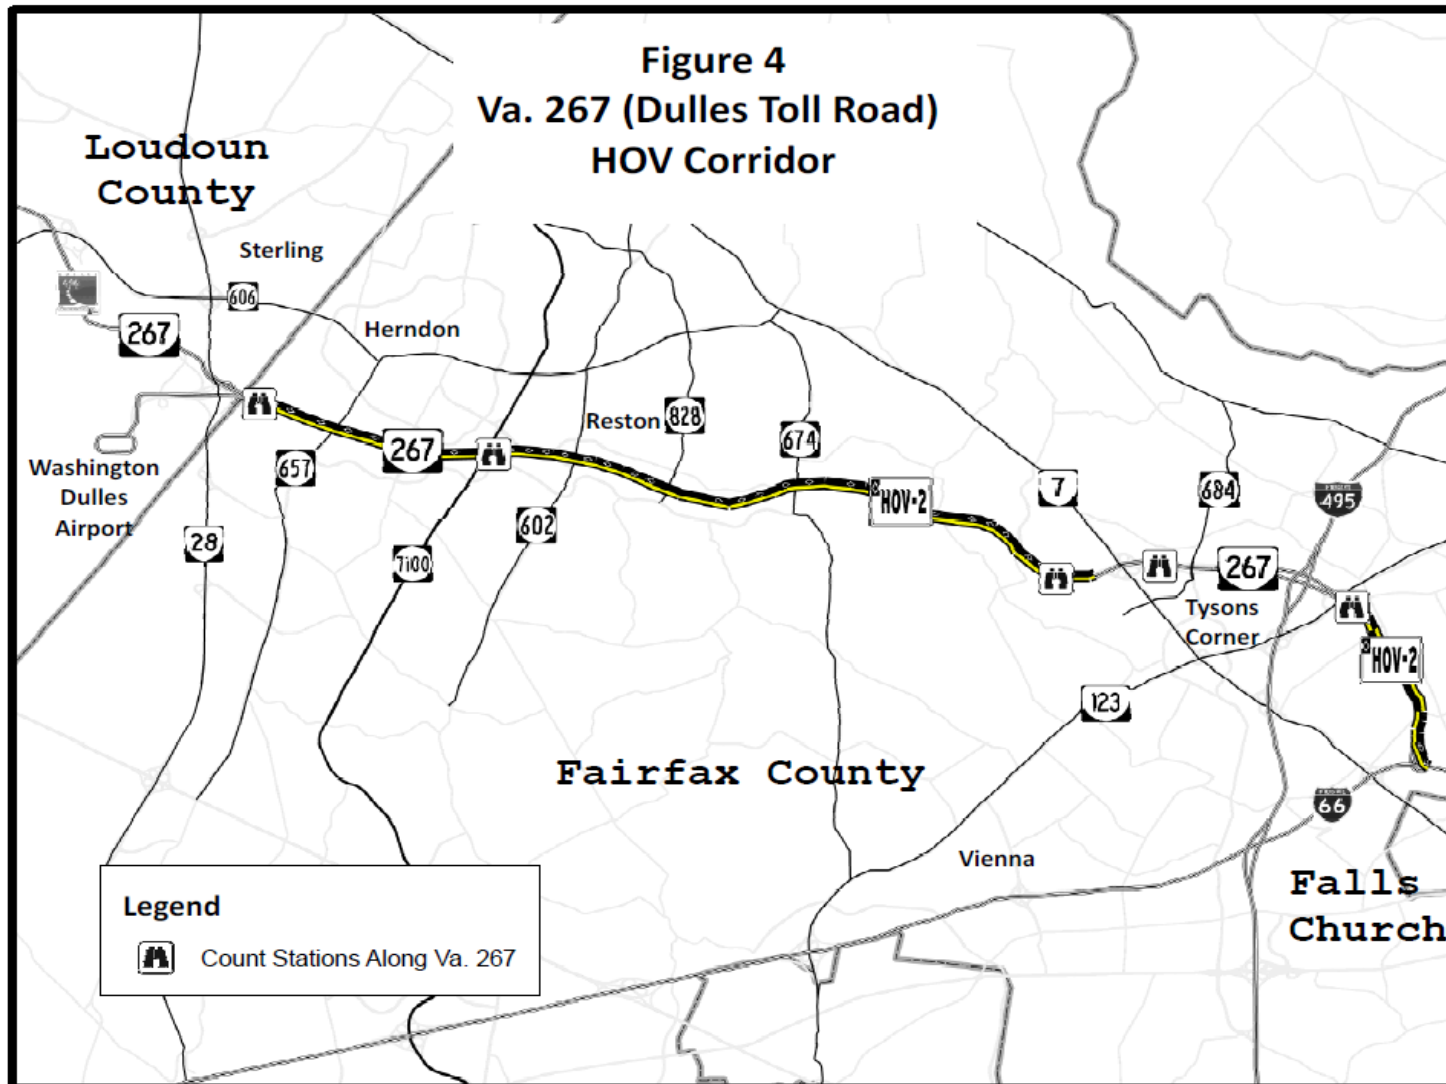 Figure 4
Va. 267 (Dulles Toll Road)
HOV Corridor
Loudoun
County
Sterling
606
267
Herndon
Reston
828
674
267
657
Washington
Dulles
Airport
28
7100
602
HOV-2
7
684
495
267
Tysons
Corner
HOV-2
123
Fairfax County
66
Vienna
Falls
Church
Legend
Count Stations Along Va. 267